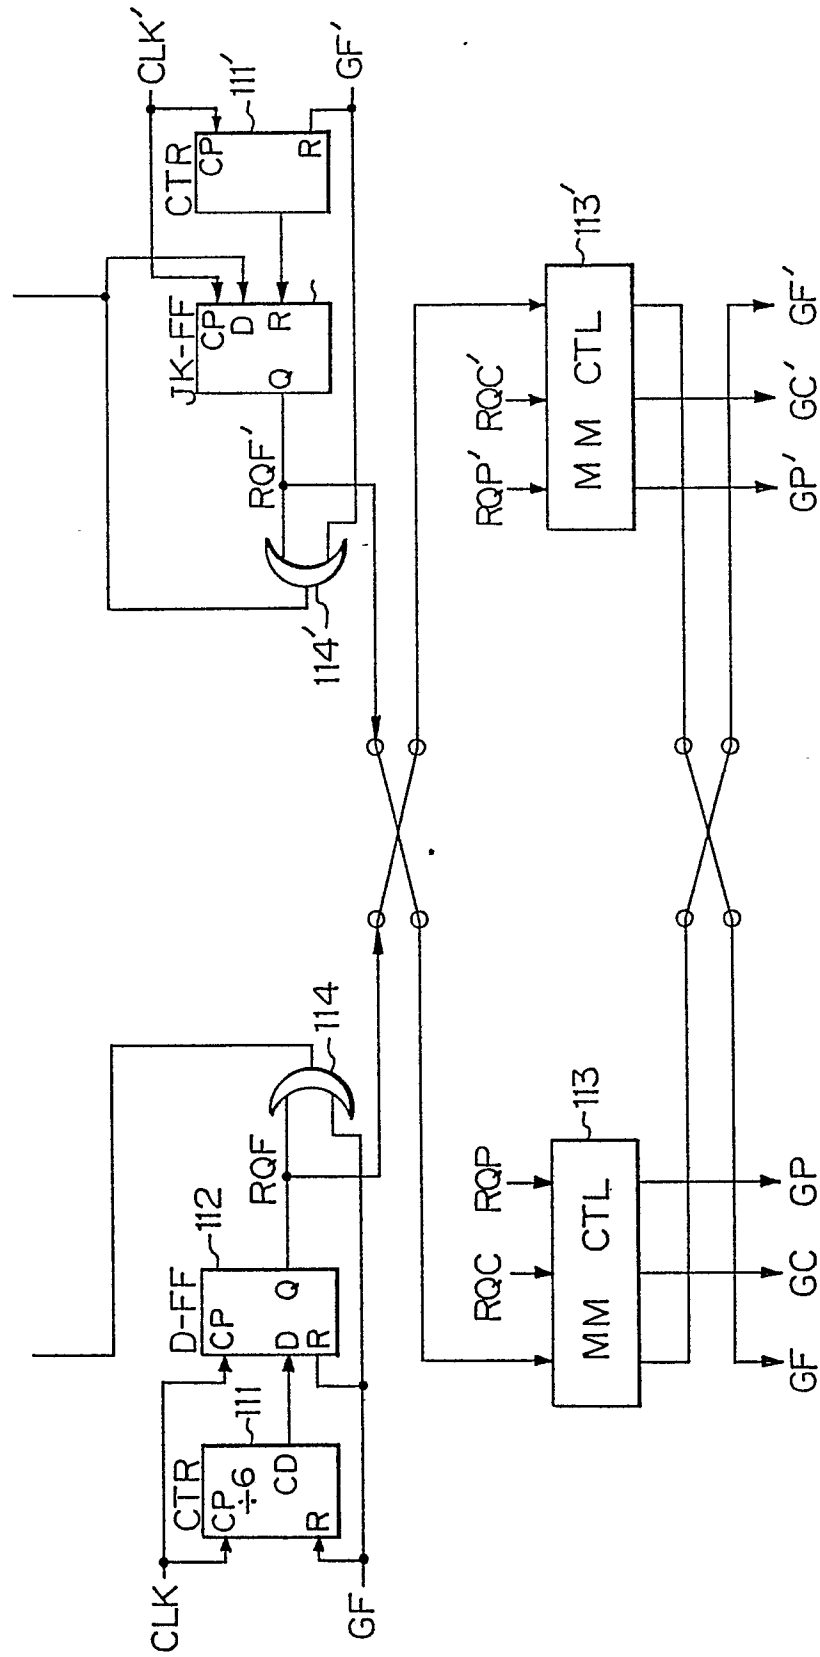 CLK
CTR
CP
÷6
CD
R
111
GF
D-FF
112
CP
D
R
Q
RQF
114
CLK'
CTR
CP
R
111'
GF'
JK-FF
CP
D
R
Q
RQF'
114'
RQC
RQP
113
MM CTL
GF
GC
GP
RQP'
RQC'
113'
MM CTL
GP'
GC'
GF'